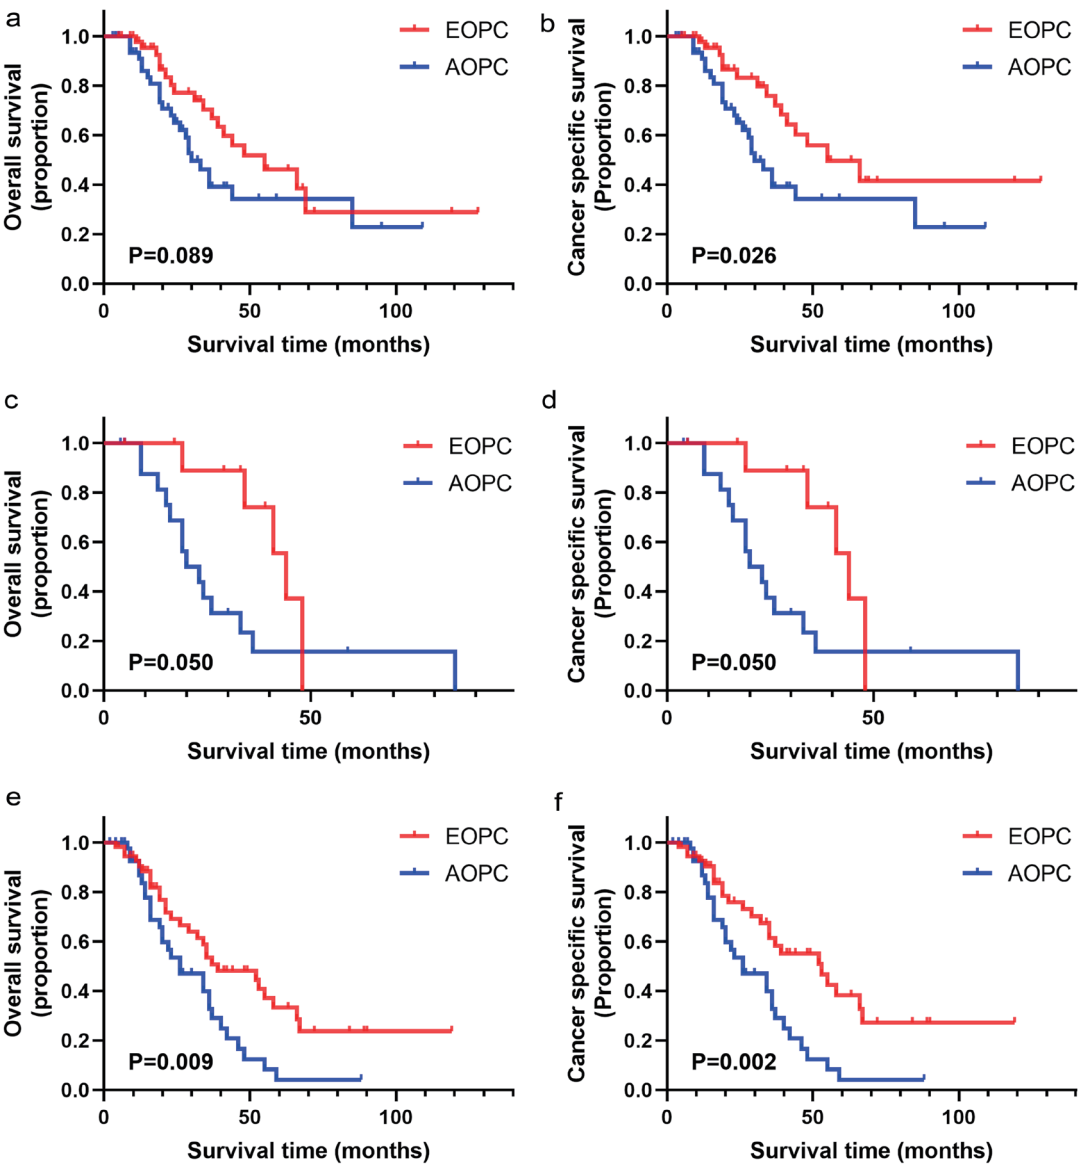 a
Overall survival
(proportion)
1.0
0.8
0.6
0.4
0.2
0.0
EOPC
AOPC
P=0.089
0 50 100
Survival time (months)
b
Cancer specific survival
(Proportion)
1.0
0.8
0.6
0.4
0.2
0.0
EOPC
AOPC
P=0.026
0 50 100
Survival time (months)
c
Overall survival
(proportion)
1.0
0.8
0.6
0.4
0.2
0.0
EOPC
AOPC
P=0.050
0 50
Survival time (months)
d
Cancer specific survival
(Proportion)
1.0
0.8
0.6
0.4
0.2
0.0
EOPC
AOPC
P=0.050
0 50
Survival time (months)
e
Overall survival
(proportion)
1.0
0.8
0.6
0.4
0.2
0.0
EOPC
AOPC
P=0.009
0 50 100
Survival time (months)
f
Cancer specific survival
(Proportion)
1.0
0.8
0.6
0.4
0.2
0.0
EOPC
AOPC
P=0.002
0 50 100
Survival time (months)